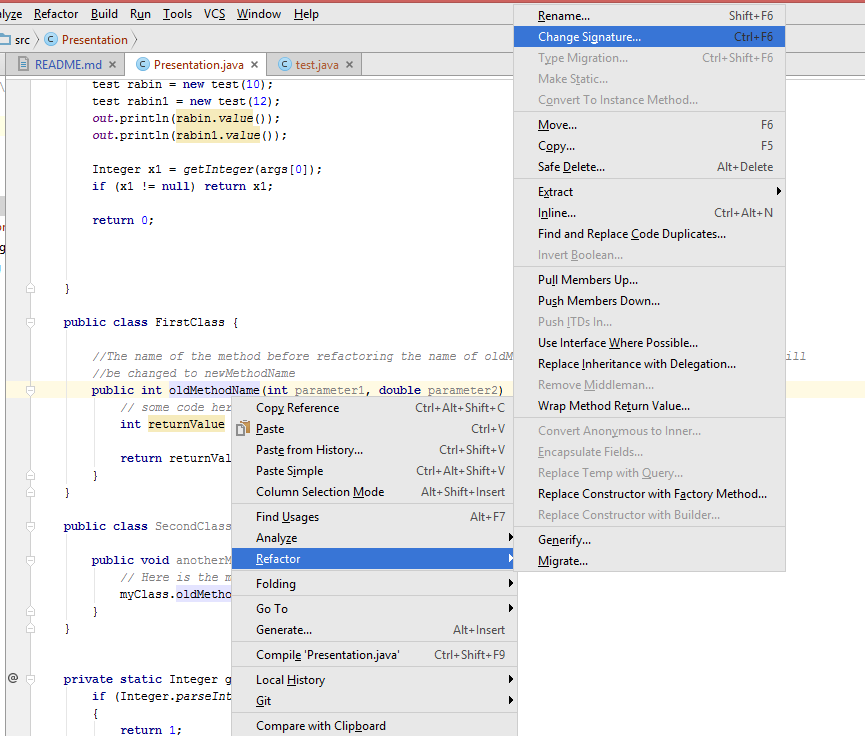 lyze Refactor Build Run Tools VCS Window Help
src Presentation
README.md Presentation.java test.java
test rabin = new test(10);
test rabin1 = new test(12);
out.println(rabin.value());
out.println(rabin1.value());
Integer x1 = getInteger(args[0]);
if (x1 != null) return x1;
return 0;
}
public class FirstClass {
//The name of the method before refactoring the name of oldM
ill
//be changed to newMethodName
public int oldMethodName(int parameter1, double parameter2)
// some code her
int returnValue
return returnVal
}
}
public class SecondClass
public void anotherM
// Here is the m
myClass.oldMetho
}
}
@
private static Integer g
if (Integer.parseInt
{
return 1;
Copy Reference Ctrl+Alt+Shift+C
Paste Ctrl+V
Paste from History... Ctrl+Shift+V
Paste Simple Ctrl+Alt+Shift+V
Column Selection Mode Alt+Shift+Insert
Find Usages Alt+F7
Analyze
Refactor
Folding
Go To
Generate... Alt+Insert
Compile 'Presentation.java' Ctrl+Shift+F9
Local History
Git
Compare with Clipboard
Rename... Shift+F6
Change Signature... Ctrl+F6
Type Migration... Ctrl+Shift+F6
Make Static...
Convert To Instance Method...
Move... F6
Copy... F5
Safe Delete... Alt+Delete
Extract
Inline... Ctrl+Alt+N
Find and Replace Code Duplicates...
Invert Boolean...
Pull Members Up...
Push Members Down...
Push ITDs In...
Use Interface Where Possible...
Replace Inheritance with Delegation...
Remove Middleman...
Wrap Method Return Value...
Convert Anonymous to Inner...
Encapsulate Fields...
Replace Temp with Query...
Replace Constructor with Factory Method...
Replace Constructor with Builder...
Generify...
Migrate...